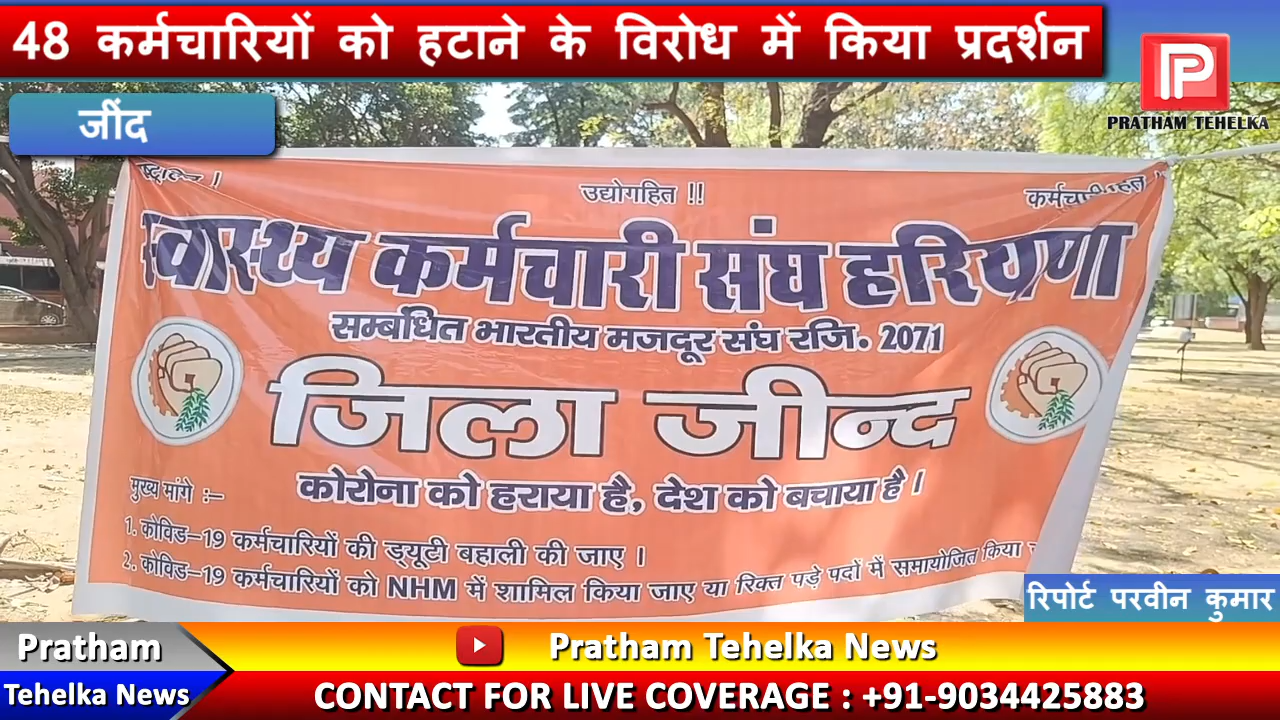 48 कर्मचारियों को हटाने के विरोध में किया प्रदर्शन
PRATHAM TEHELKA
जींद
उद्योगहित !!
स्वास्थ्य कर्मचारी संघ हरियाणा
सम्बंधित भारतीय मजदूर संघ रजि. 2071
जिला जीन्द
कोरोना को हराया है, देश को बचाया है।
मुख्य मांगे :–
1. कोविड–19 कर्मचारियों की ड्यूटी बहाली की जाए।
2. कोविड–19 कर्मचारियों को NHM में शामिल किया जाए या रिक्त पड़े पदों में समायोजित किया
रिपोर्ट परवीन कुमार
Pratham
Tehelka News
Pratham Tehelka News
CONTACT FOR LIVE COVERAGE : +91-9034425883